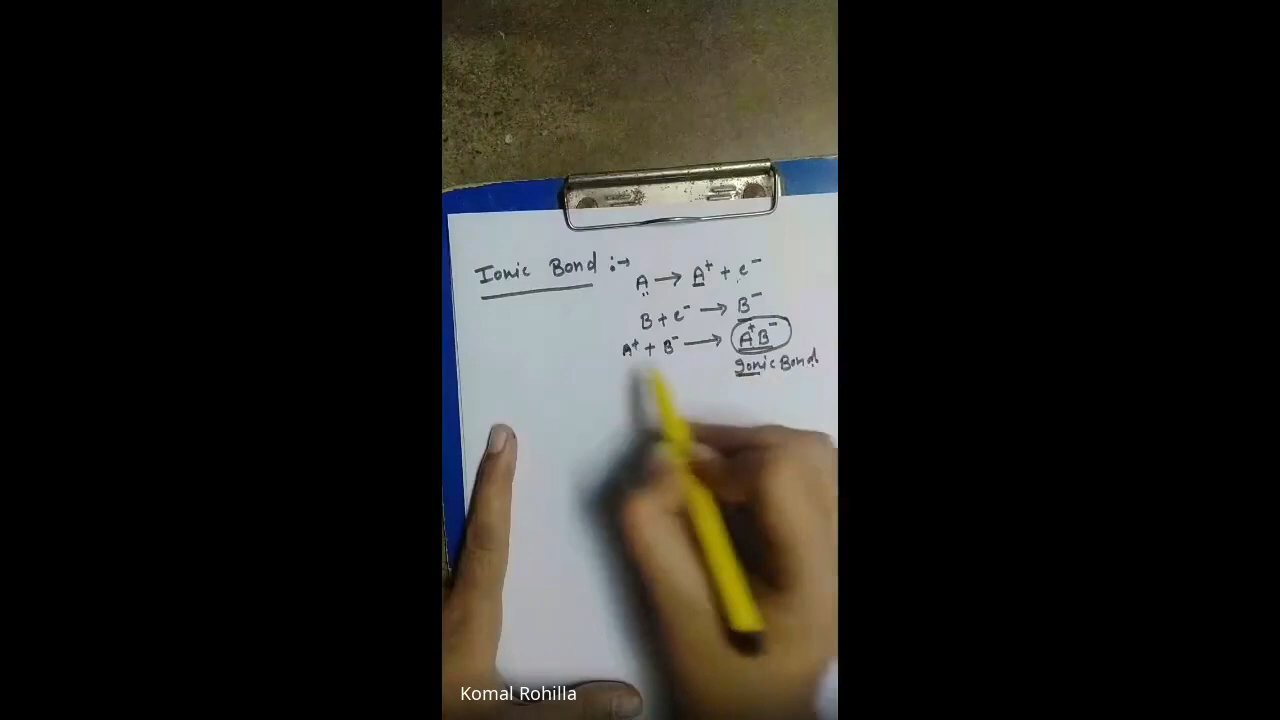 Ionic Bond :→
A → A⁺ + e⁻
B + e⁻ → B⁻
A⁺ + B⁻ → A⁺B⁻
Ionic Bond
Komal Rohilla